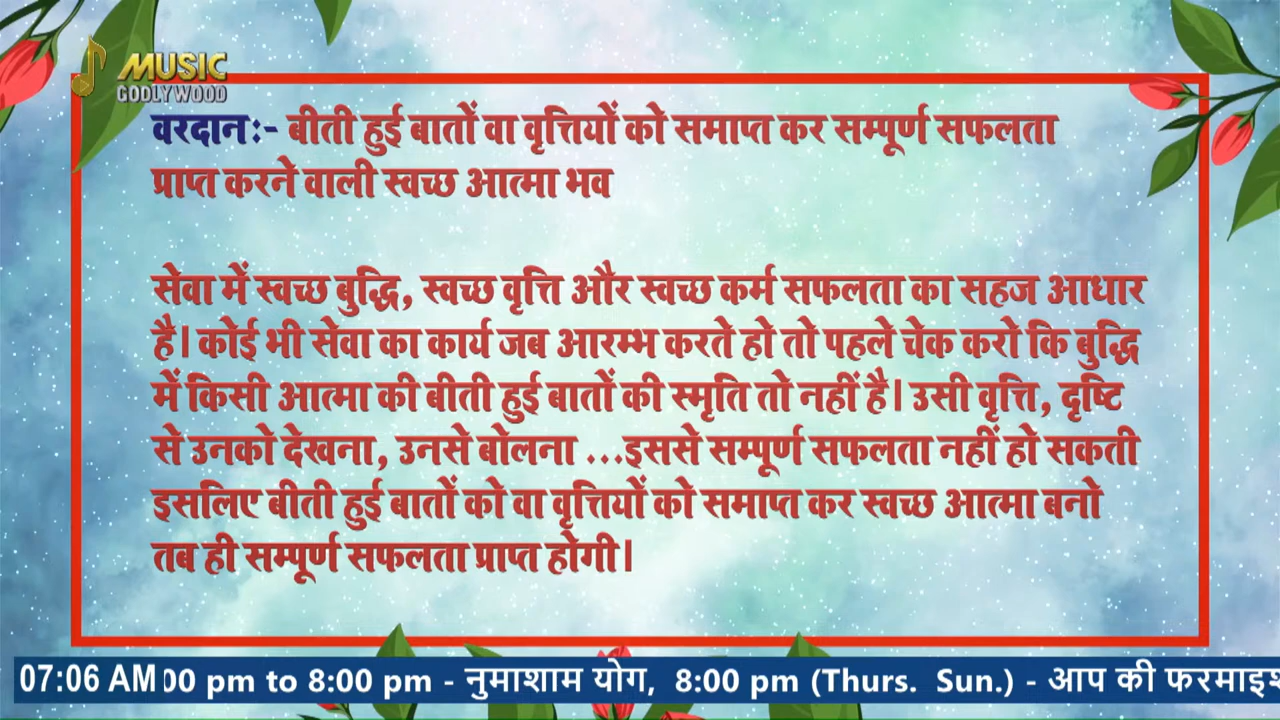 MUSIC
GODLYWOOD
वरदान:- बीती हुई बातों वा वृत्तियों को समाप्त कर सम्पूर्ण सफलता
प्राप्त करने वाली स्वच्छ आत्मा भव
सेवा में स्वच्छ बुद्धि, स्वच्छ वृत्ति और स्वच्छ कर्म सफलता का सहज आधार
है। कोई भी सेवा का कार्य जब आरम्भ करते हो तो पहले चेक करो कि बुद्धि
में किसी आत्मा की बीती हुई बातों की स्मृति तो नहीं है। उसी वृत्ति, दृष्टि
से उनको देखना, उनसे बोलना ...इससे सम्पूर्ण सफलता नहीं हो सकती
इसलिए बीती हुई बातों को वा वृत्तियों को समाप्त कर स्वच्छ आत्मा बनो
तब ही सम्पूर्ण सफलता प्राप्त होगी।
07:06 AM 00 pm to 8:00 pm - नुमाशाम योग, 8:00 pm (Thurs. Sun.) - आप की